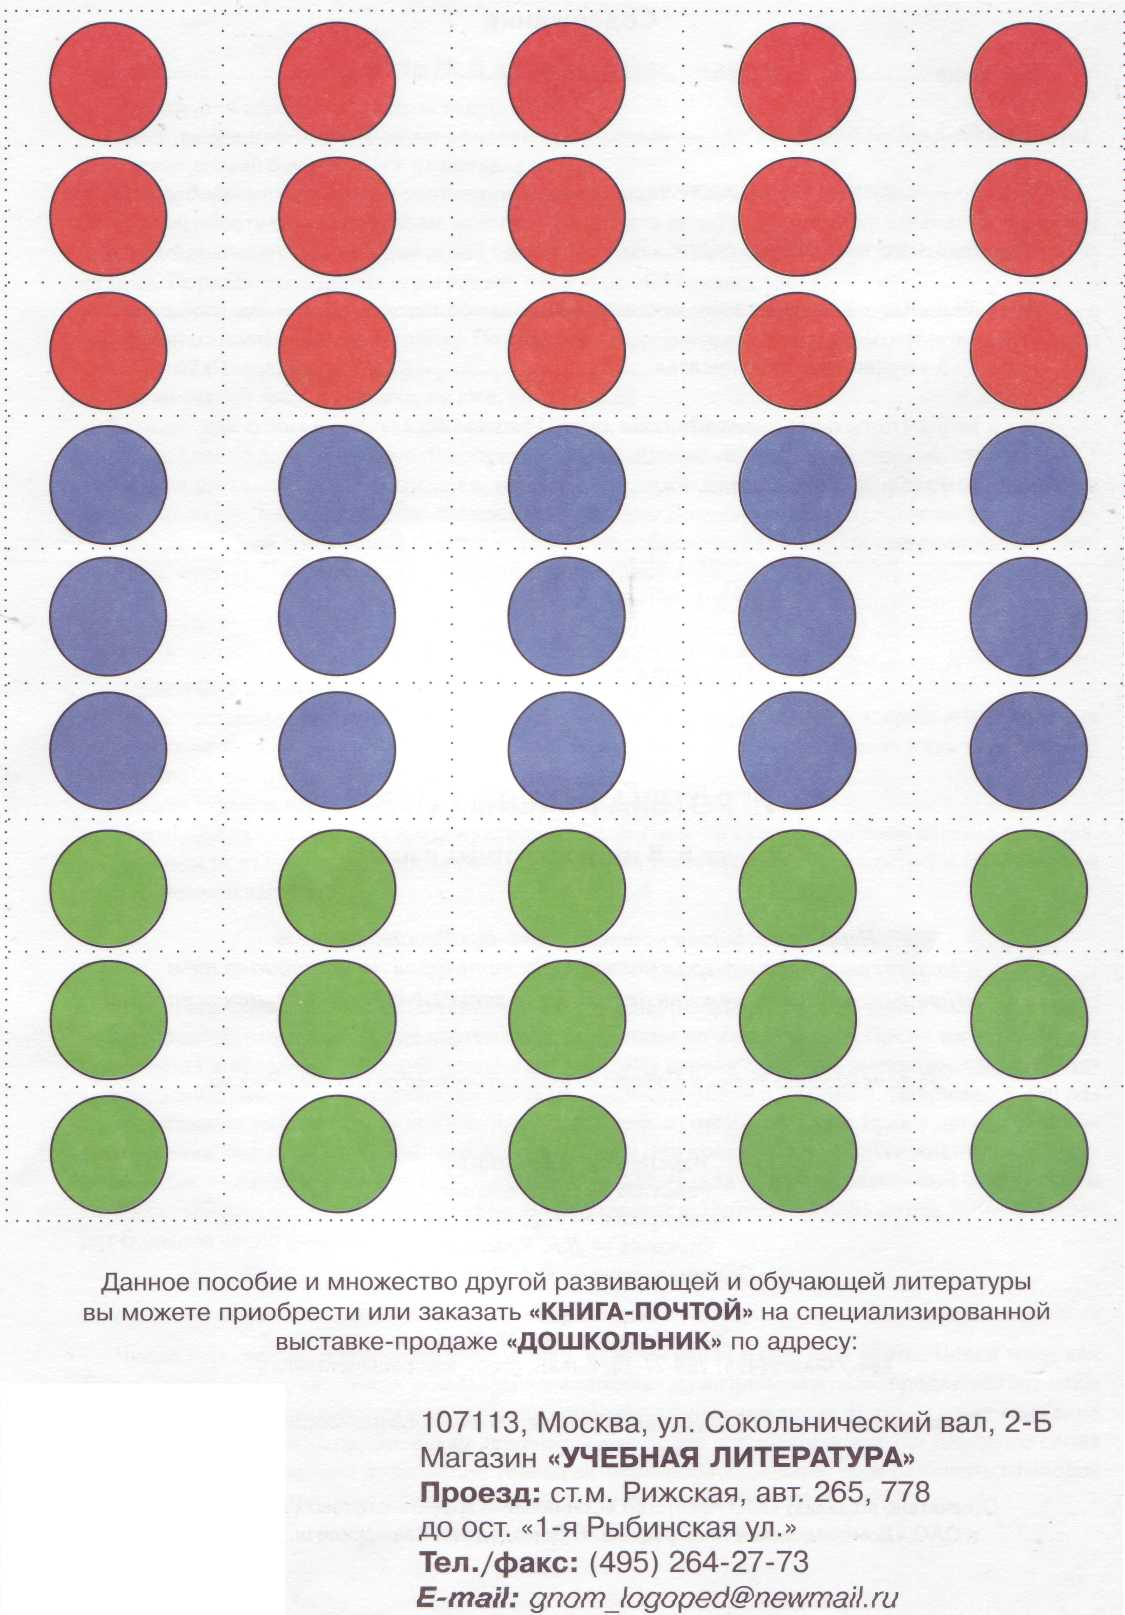 Данное пособие и множество другой развивающей и обучающей литературы
вы можете приобрести или заказать «КНИГА-ПОЧТОЙ» на специализированной
выставке-продаже «ДОШКОЛЬНИК» по адресу:
107113, Москва, ул. Сокольнический вал, 2-Б
Магазин «УЧЕБНАЯ ЛИТЕРАТУРА»
Проезд: ст.м. Рижская, авт. 265, 778
до ост. «1-я Рыбинская ул.»
Тел./факс: (495) 264-27-73
E-mail: gnom_logoped@newmail.ru